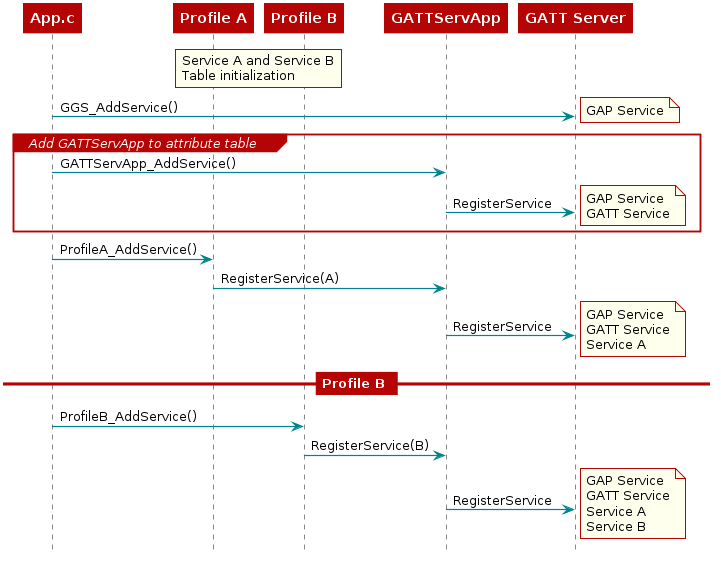 App.c
Profile A
Profile B
GATTServApp
GATT Server
Service A and Service B
Table initialization
GGS_AddService()
GAP Service
Add GATTServApp to attribute table
GATTServApp_AddService()
RegisterService
GAP Service
GATT Service
ProfileA_AddService()
RegisterService(A)
RegisterService
GAP Service
GATT Service
Service A
Profile B
ProfileB_AddService()
RegisterService(B)
RegisterService
GAP Service
GATT Service
Service A
Service B